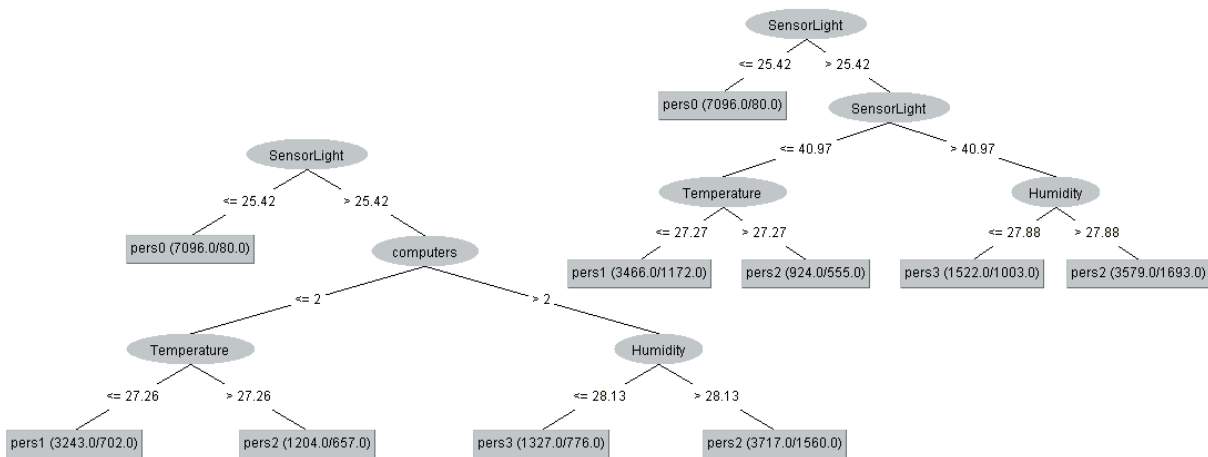 SensorLight
<= 25.42 > 25.42
pers0 (7096.0/80.0)
computers
<= 2 > 2
Temperature Humidity
<= 27.26 > 27.26 <= 28.13 > 28.13
pers1 (3243.0/702.0) pers2 (1204.0/657.0) pers3 (1327.0/776.0) pers2 (3717.0/1560.0)
SensorLight
<= 25.42 > 25.42
pers0 (7096.0/80.0)
SensorLight
<= 40.97 > 40.97
Temperature Humidity
<= 27.27 > 27.27 <= 27.88 > 27.88
pers1 (3466.0/1172.0) pers2 (924.0/555.0) pers3 (1522.0/1003.0) pers2 (3579.0/1693.0)